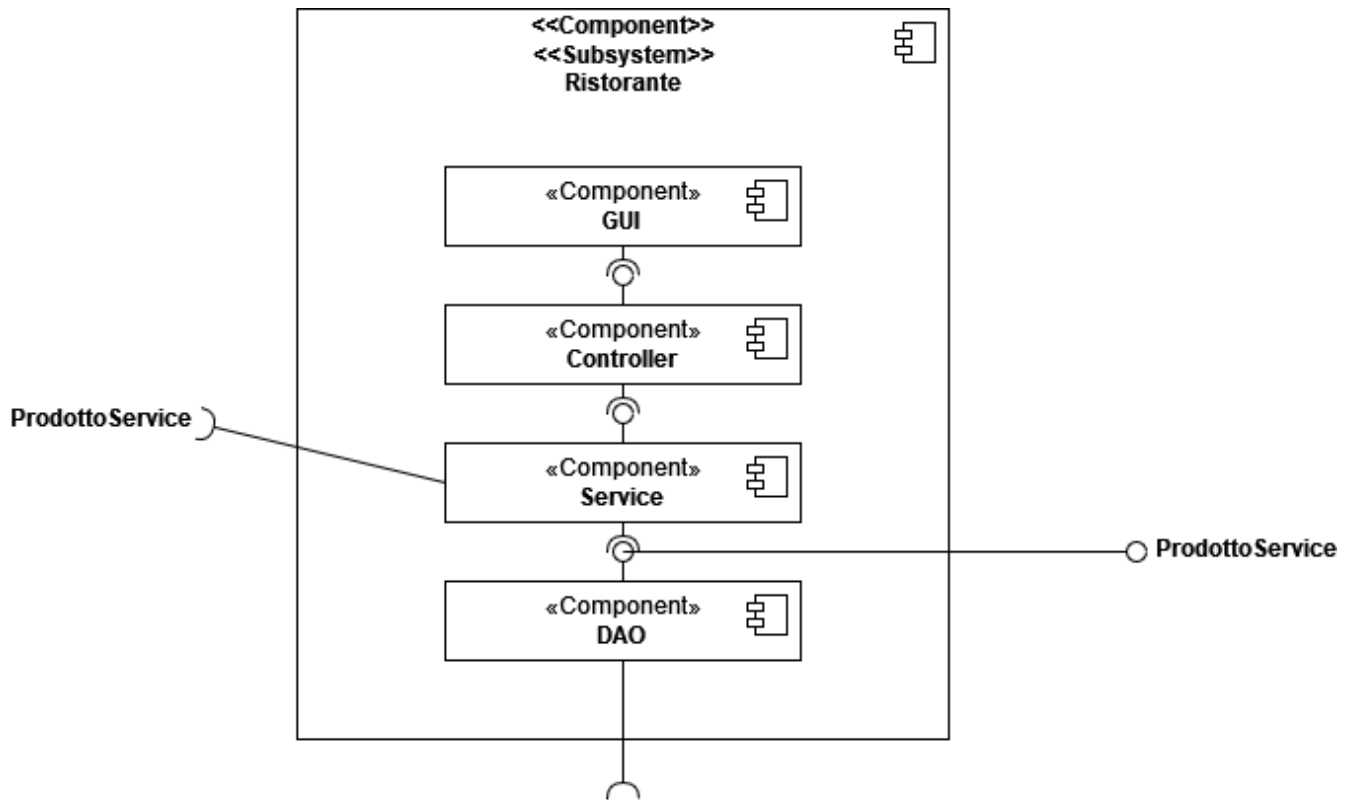 <<Component>>
<<Subsystem>>
Ristorante
«Component»
GUI
«Component»
Controller
ProdottoService
«Component»
Service
ProdottoService
«Component»
DAO